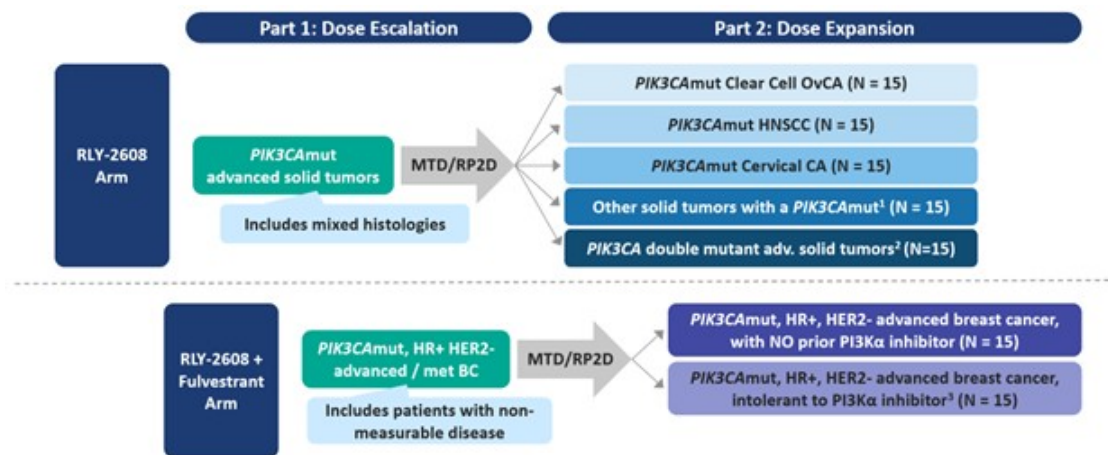 Part 1: Dose Escalation
Part 2: Dose Expansion
RLY-2608
Arm
PIK3CAmut
advanced solid tumors
Includes mixed histologies
MTD/RP2D
PIK3CAmut Clear Cell OvCA (N = 15)
PIK3CAmut HNSCC (N = 15)
PIK3CAmut Cervical CA (N = 15)
Other solid tumors with a PIK3CAmut¹ (N = 15)
PIK3CA double mutant adv. solid tumors² (N=15)
RLY-2608 +
Fulvestrant
Arm
PIK3CAmut, HR+ HER2-
advanced / met BC
Includes patients with non-
measurable disease
MTD/RP2D
PIK3CAmut, HR+, HER2- advanced breast cancer,
with NO prior PI3Kα inhibitor (N = 15)
PIK3CAmut, HR+, HER2- advanced breast cancer,
intolerant to PI3Kα inhibitor³ (N = 15)